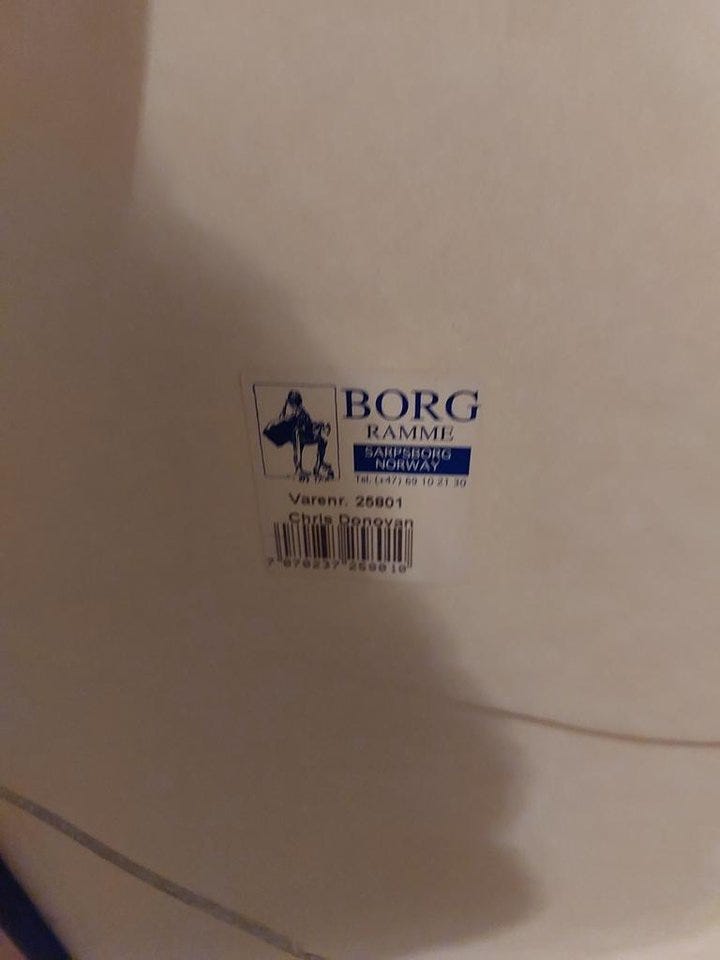 BORG
RAMME
SARPSBORG
NORWAY
Tel. (+47) 69 10 21 30
Varenr. 25801
Chris Donovan
7 070237 258010